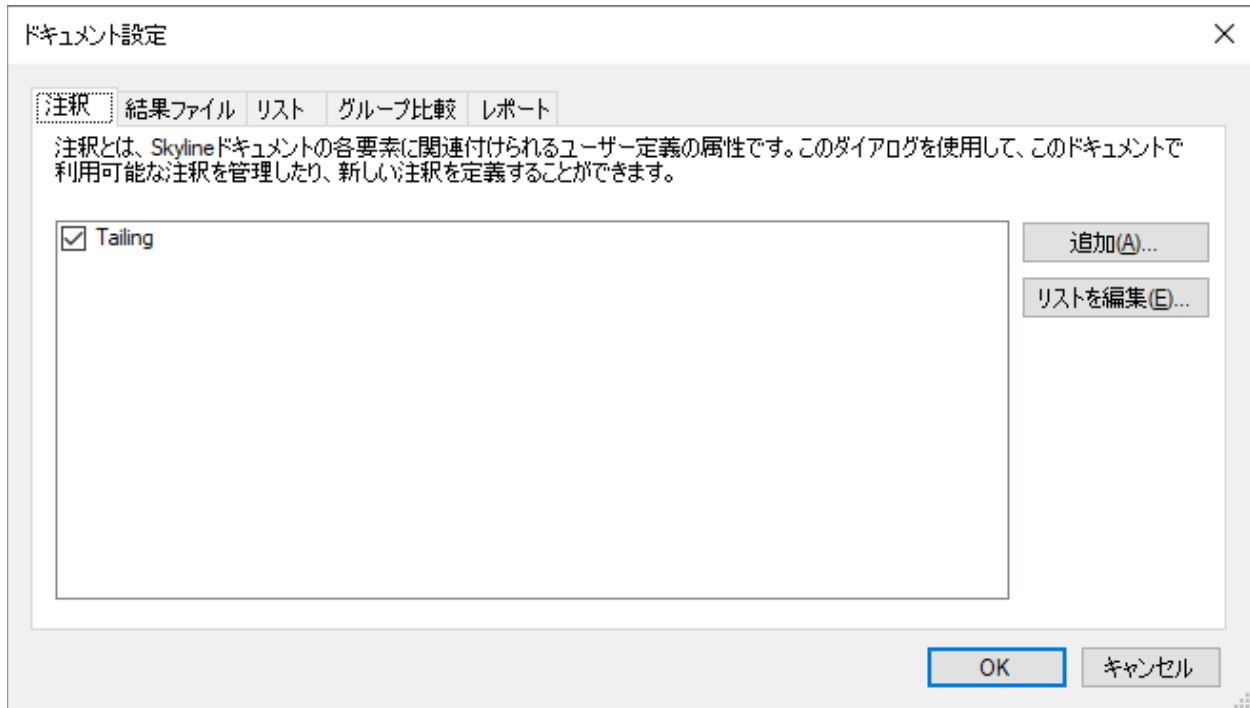 ドキュメント設定
注釈 結果ファイル リスト グループ比較 レポート
注釈とは、Skylineドキュメントの各要素に関連付けられるユーザー定義の属性です。このダイアログを使用して、このドキュメントで
利用可能な注釈を管理したり、新しい注釈を定義することができます。
Tailing
追加(A)...
リストを編集(E)...
OK キャンセル